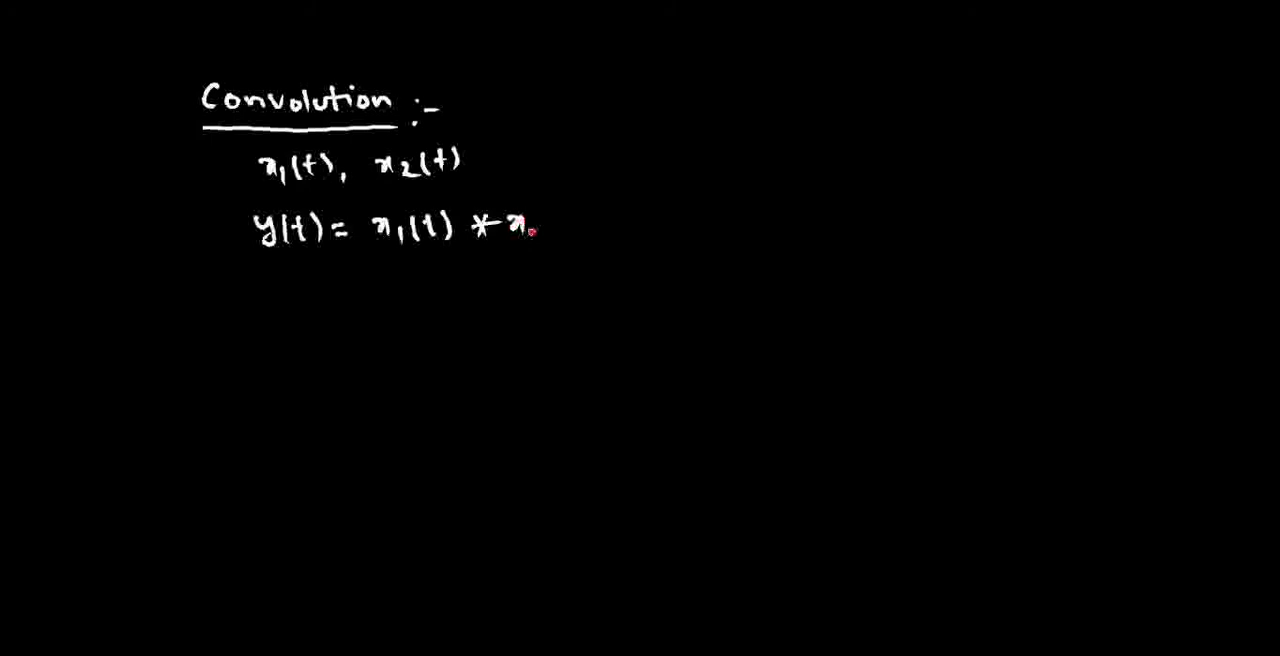 Convolution :-
x₁(t), x₂(t)
y(t) = x₁(t) * x